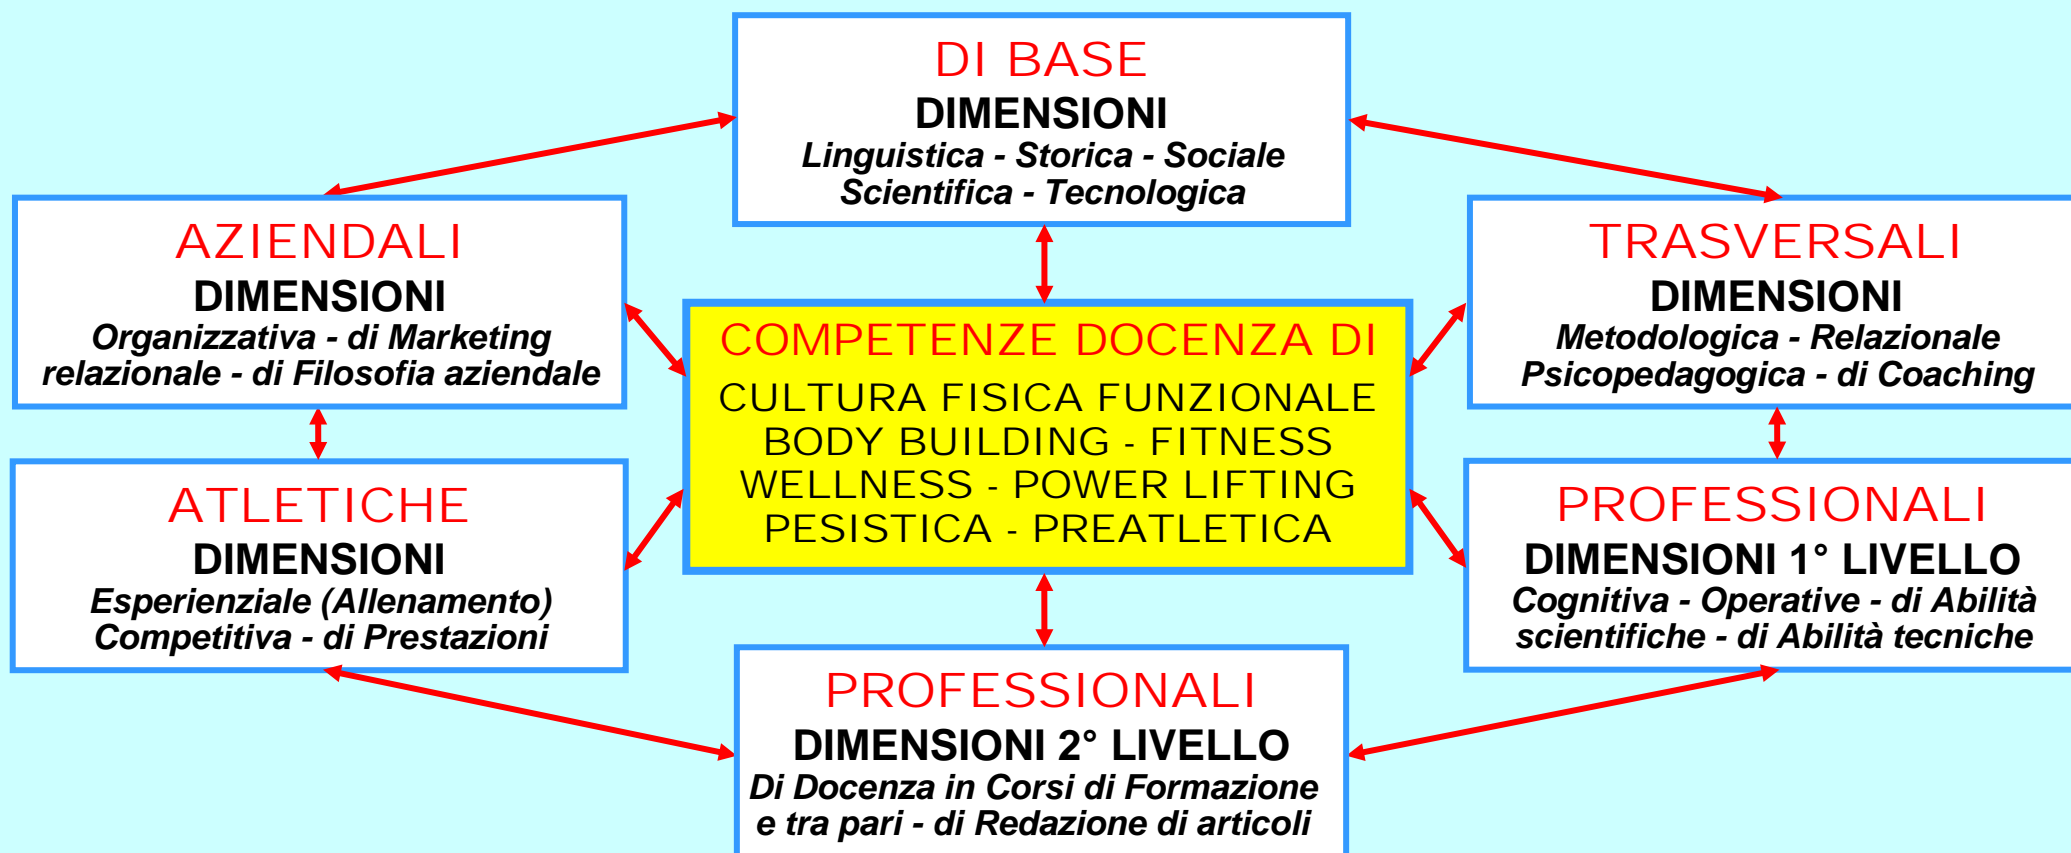 DI BASE
DIMENSIONI
Linguistica - Storica - Sociale
Scientifica - Tecnologica
AZIENDALI
DIMENSIONI
Organizzativa - di Marketing
relazionale - di Filosofia aziendale
TRASVERSALI
DIMENSIONI
Metodologica - Relazionale
Psicopedagogica - di Coaching
COMPETENZE DOCENZA DI
CULTURA FISICA FUNZIONALE
BODY BUILDING - FITNESS
WELLNESS - POWER LIFTING
PESISTICA - PREATLETICA
ATLETICHE
DIMENSIONI
Esperienziale (Allenamento)
Competitiva - di Prestazioni
PROFESSIONALI
DIMENSIONI 1° LIVELLO
Cognitiva - Operative - di Abilità
scientifiche - di Abilità tecniche
PROFESSIONALI
DIMENSIONI 2° LIVELLO
Di Docenza in Corsi di Formazione
e tra pari - di Redazione di articoli